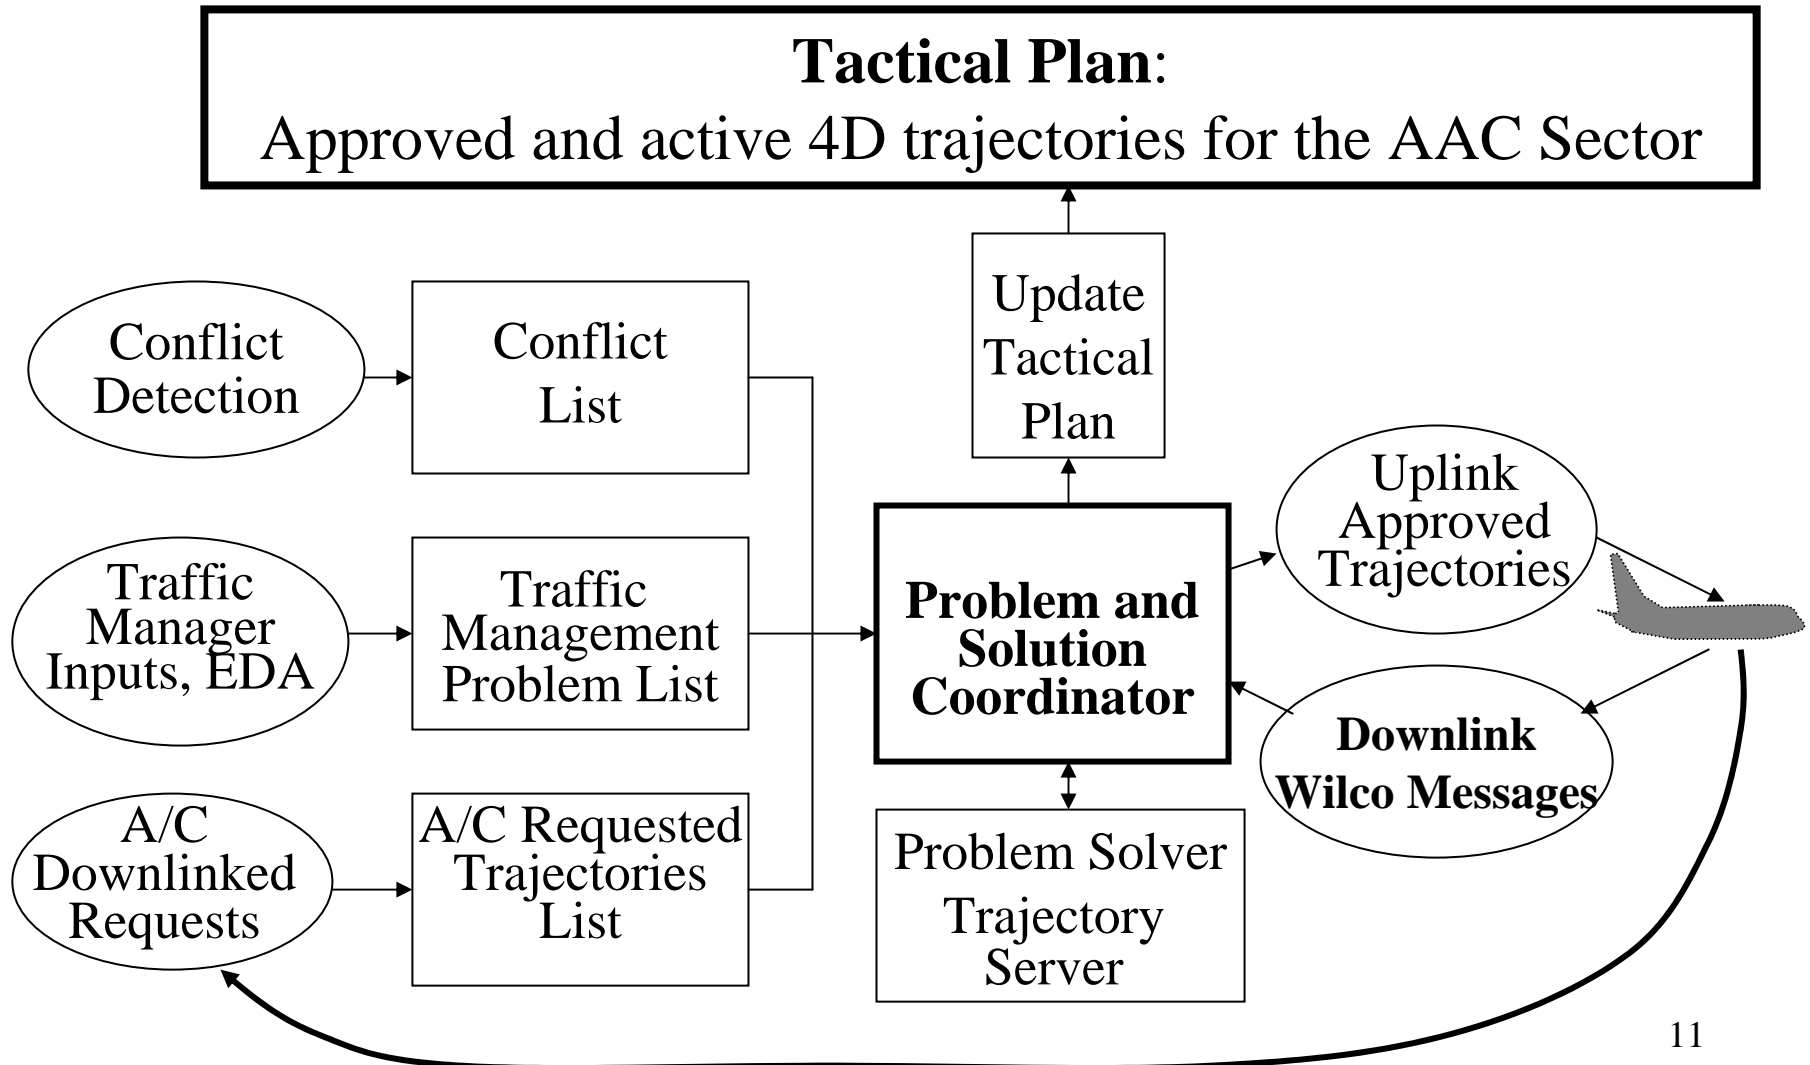 Tactical Plan:
Approved and active 4D trajectories for the AAC Sector
Update
Tactical
Plan
Conflict
Detection
Conflict
List
Uplink
Approved
Trajectories
Traffic
Manager
Inputs, EDA
Traffic
Management
Problem List
Problem and
Solution
Coordinator
Downlink
Wilco Messages
A/C
Downlinked
Requests
A/C Requested
Trajectories
List
Problem Solver
Trajectory
Server
11